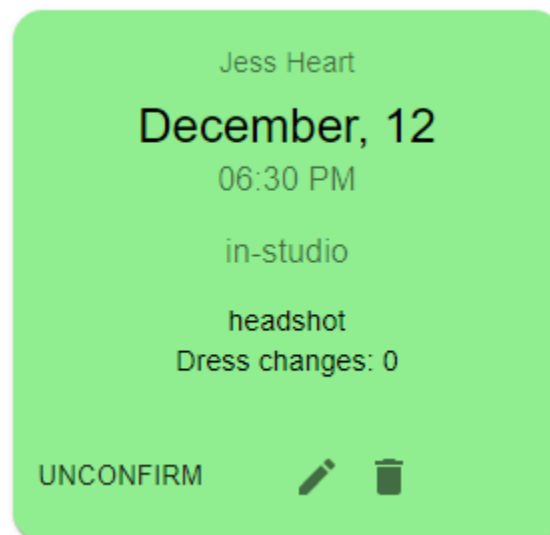 Jess Heart
December, 12
06:30 PM
in-studio
headshot
Dress changes: 0
UNCONFIRM